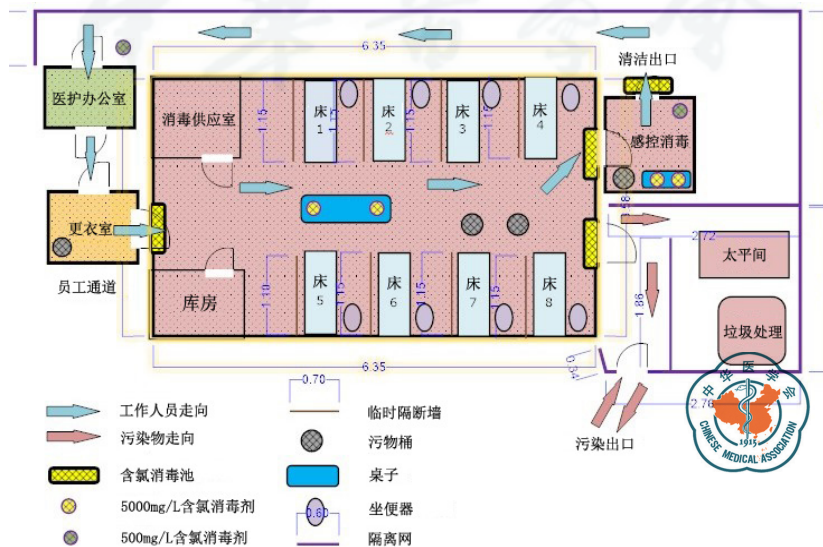 6.35
清洁出口
医护办公室
消毒供应室
1.15
床
1
1.15
床
2
1.15
床
3
1.15
床
4
感控消毒
更衣室
.58
2.72
太平间
员工通道
库房
1.10
床
5
1.15
床
6
1.15
床
7
1.15
床
8
1.86
垃圾处理
6.35
0.34
2.76
0.70
工作人员走向
临时隔断墙
污染物走向
污物桶
污染出口
含氯消毒池
桌子
5000mg/L含氯消毒剂
坐便器
500mg/L含氯消毒剂
0.60
隔离网
中华医学会
1915
CHINESE MEDICAL ASSOCIATION